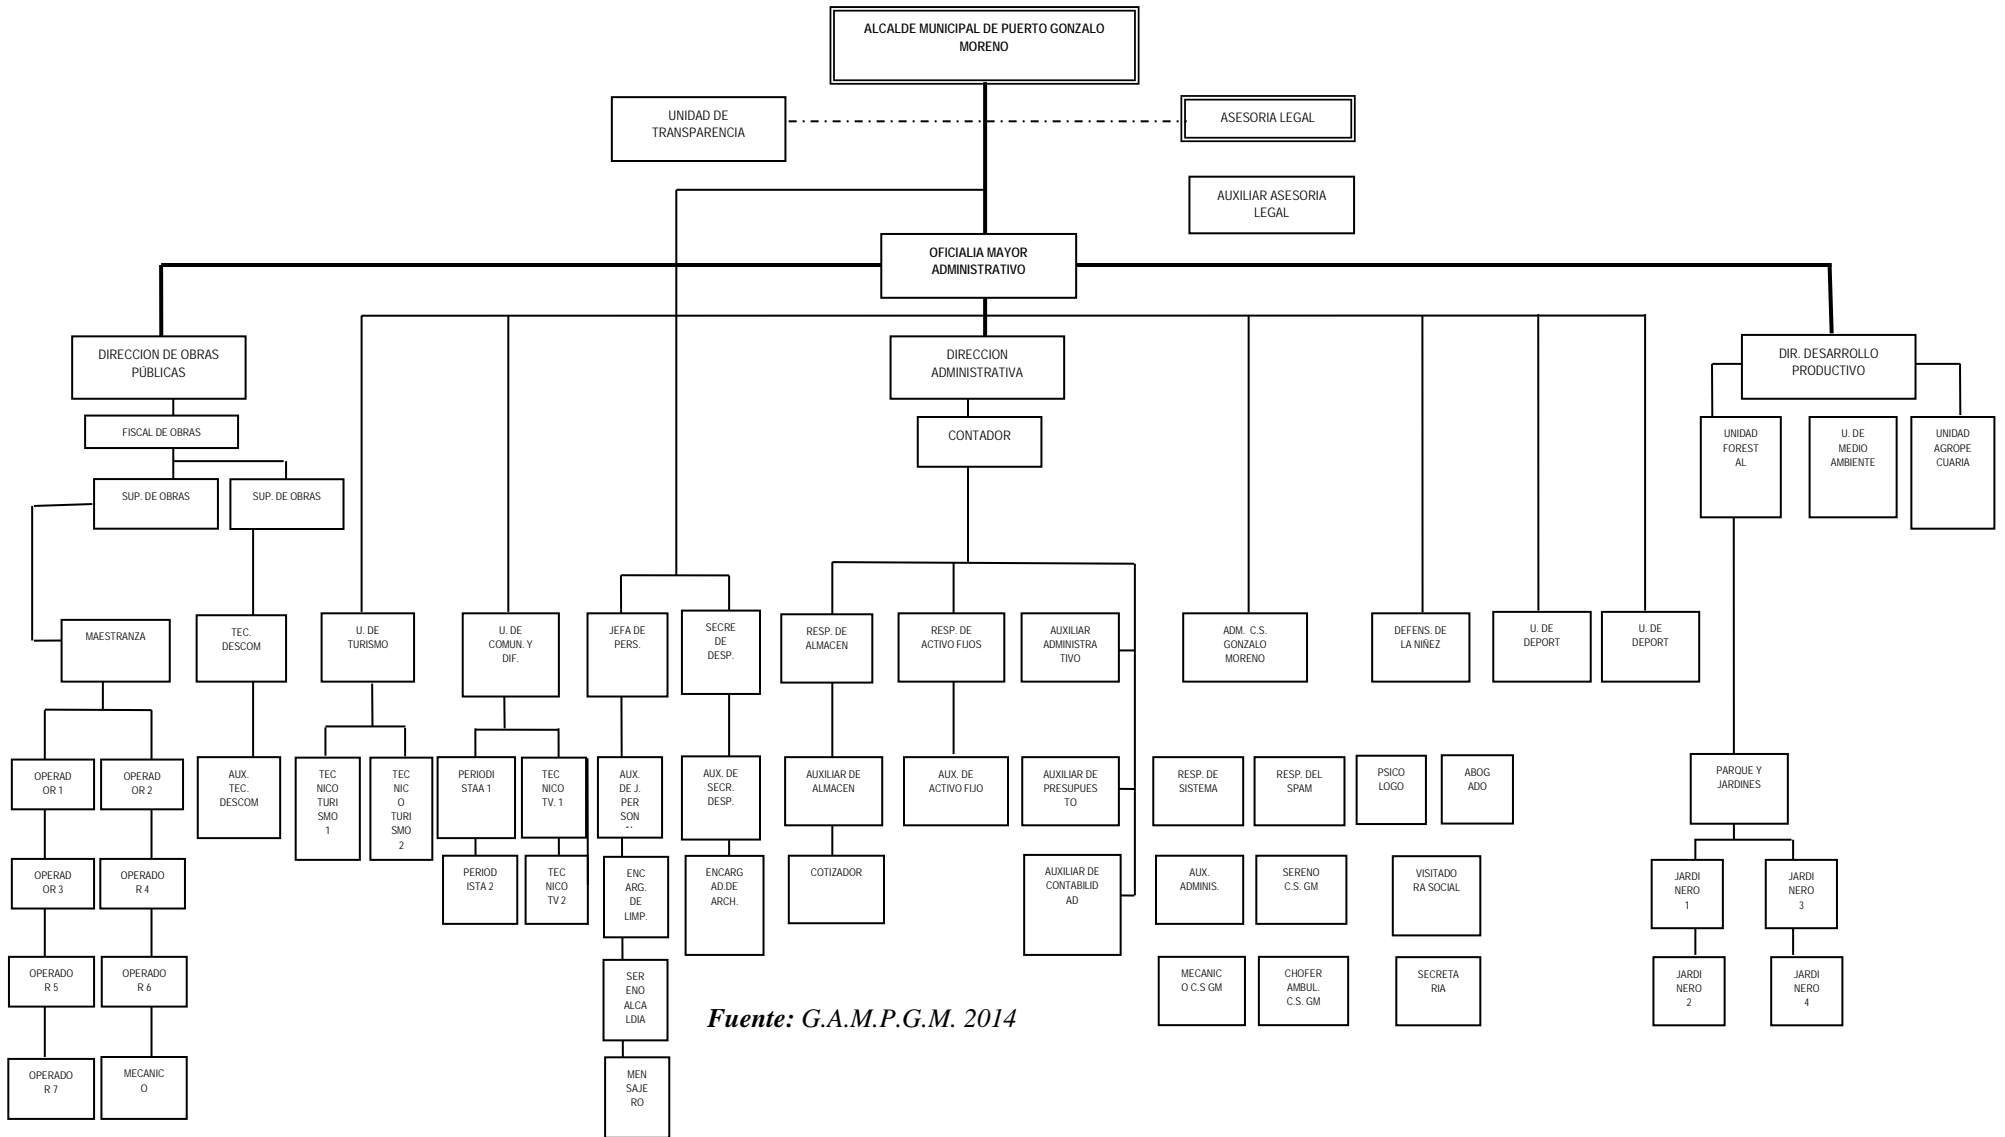 ALCALDE MUNICIPAL DE PUERTO GONZALO
MORENO
UNIDAD DE
TRANSPARENCIA
ASESORIA LEGAL
AUXILIAR ASESORIA
LEGAL
OFICIALIA MAYOR
ADMINISTRATIVO
DIRECCION DE OBRAS
PÚBLICAS
DIRECCION
ADMINISTRATIVA
DIR. DESARROLLO
PRODUCTIVO
FISCAL DE OBRAS
CONTADOR
UNIDAD
FOREST
AL
U. DE
MEDIO
AMBIENTE
UNIDAD
AGROPE
CUARIA
SUP. DE OBRAS
SUP. DE OBRAS
MAESTRANZA
TEC.
DESCOM
U. DE
TURISMO
U. DE
COMUN. Y
DIF.
JEFA DE
PERS.
SECRE
DE
DESP.
RESP. DE
ALMACEN
RESP. DE
ACTIVO FIJOS
AUXILIAR
ADMINISTRA
TIVO
ADM. C.S.
GONZALO
MORENO
DEFENS. DE
LA NIÑEZ
U. DE
DEPORT
U. DE
DEPORT
OPERAD
OR 1
OPERAD
OR 2
AUX.
TEC.
DESCOM
TEC
NICO
TURI
SMO
1
TEC
NIC
O
TURI
SMO
2
PERIODI
STAA 1
TEC
NICO
TV. 1
AUX.
DE J.
PER
SON
AUX. DE
SECR.
DESP.
AUXILIAR DE
ALMACEN
AUX. DE
ACTIVO FIJO
AUXILIAR DE
PRESUPUES
TO
RESP. DE
SISTEMA
RESP. DEL
SPAM
PSICO
LOGO
ABOG
ADO
PARQUE Y
JARDINES
OPERAD
OR 3
OPERADO
R 4
PERIOD
ISTA 2
TEC
NICO
TV 2
ENC
ARG.
DE
LIMP.
ENCARG
AD.DE
ARCH.
COTIZADOR
AUXILIAR DE
CONTABILID
AD
AUX.
ADMINIS.
SERENO
C.S. GM
VISITADO
RA SOCIAL
JARDI
NERO
1
JARDI
NERO
3
OPERADO
R 5
OPERADO
R 6
SER
ENO
ALCA
LDIA
MECANIC
O C.S GM
CHOFER
AMBUL.
C.S. GM
SECRETA
RIA
JARDI
NERO
2
JARDI
NERO
4
Fuente: G.A.M.P.G.M. 2014
OPERADO
R 7
MECANIC
O
MEN
SAJE
RO